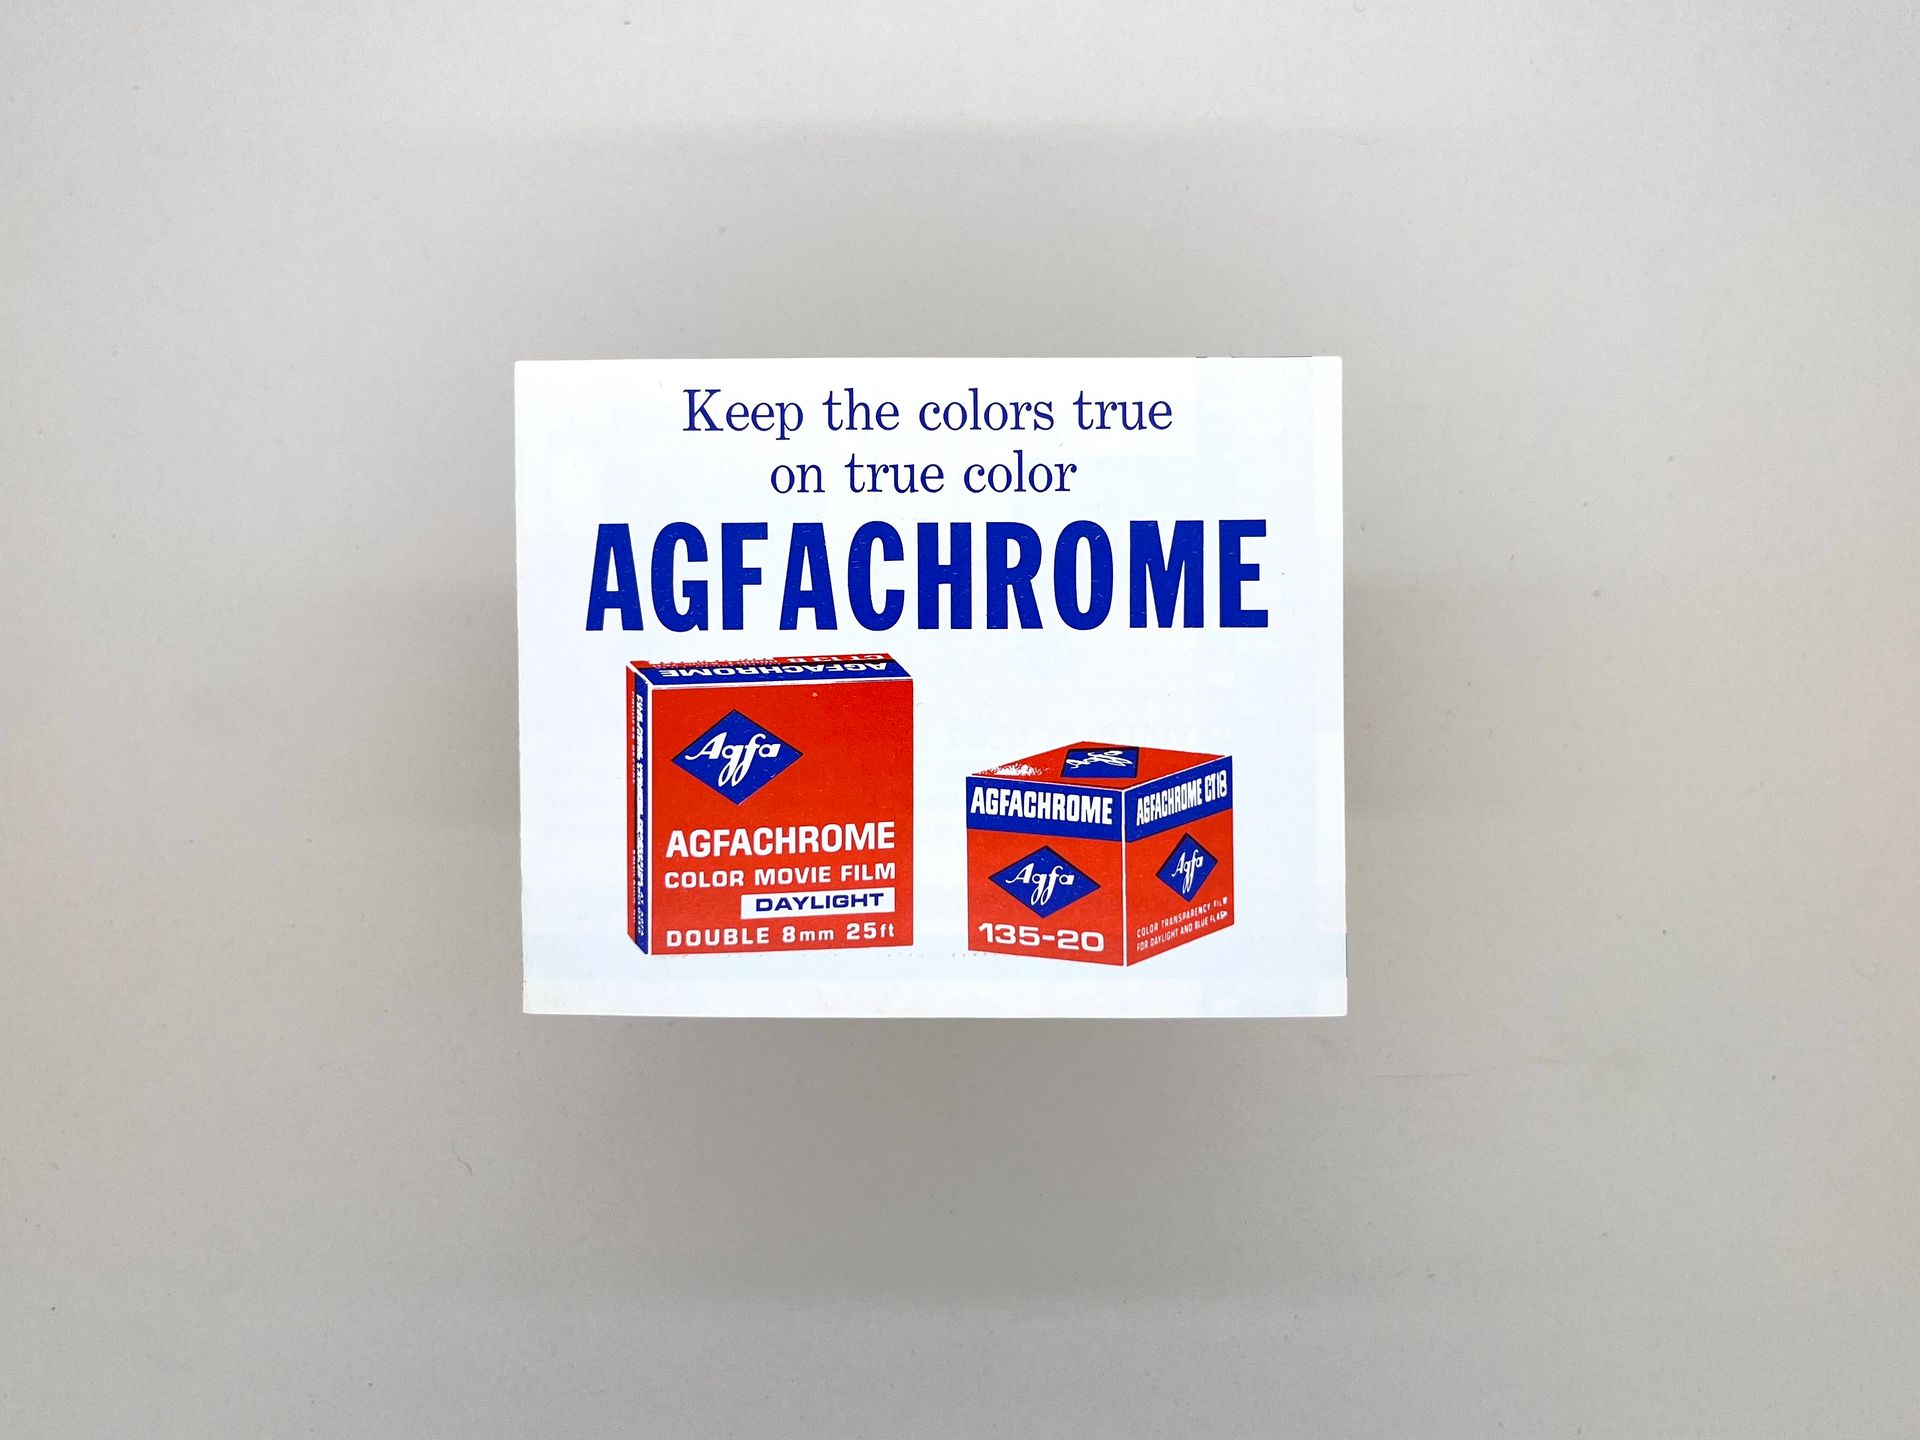 Keep the colors true
on true color
AGFACHROME
AGFACHROME
Agfa
AGFACHROME
COLOR MOVIE FILM
DAYLIGHT
DOUBLE 8mm 25ft
Agfa
AGFACHROME
Agfa
135-20
AGFACHROME CT18
Agfa
COLOR TRANSPARENCY FILM
FOR DAYLIGHT AND BLUE FLASH